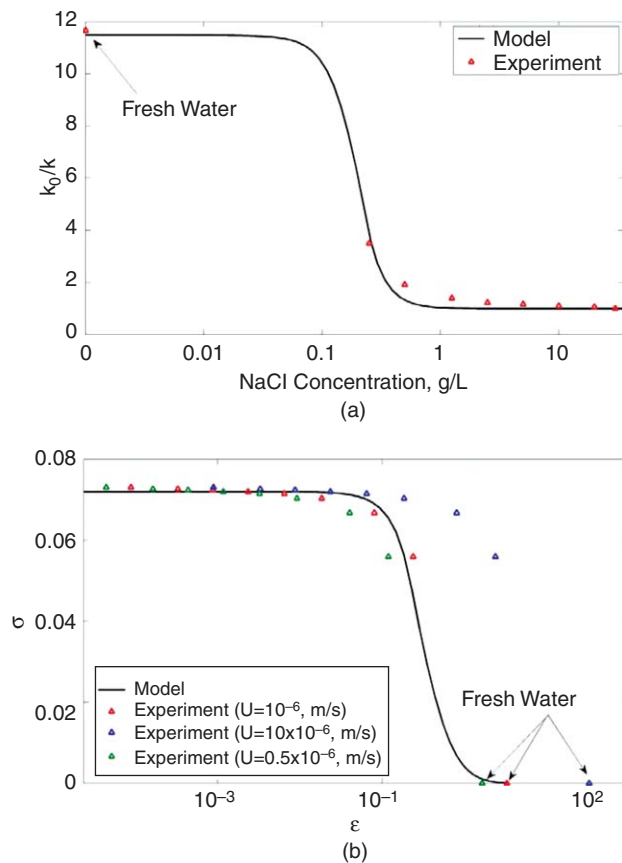 12
10
8
6
4
2
0
k₀/k
Model
Experiment
Fresh Water
0 0.01 0.1 1 10
NaCl Concentration, g/L
(a)
0.08
0.06
0.04
0.02
0
σ
Model
Experiment (U=10⁻⁶, m/s)
Experiment (U=10x10⁻⁶, m/s)
Experiment (U=0.5x10⁻⁶, m/s)
Fresh Water
10⁻³ 10⁻¹ 10²
ε
(b)